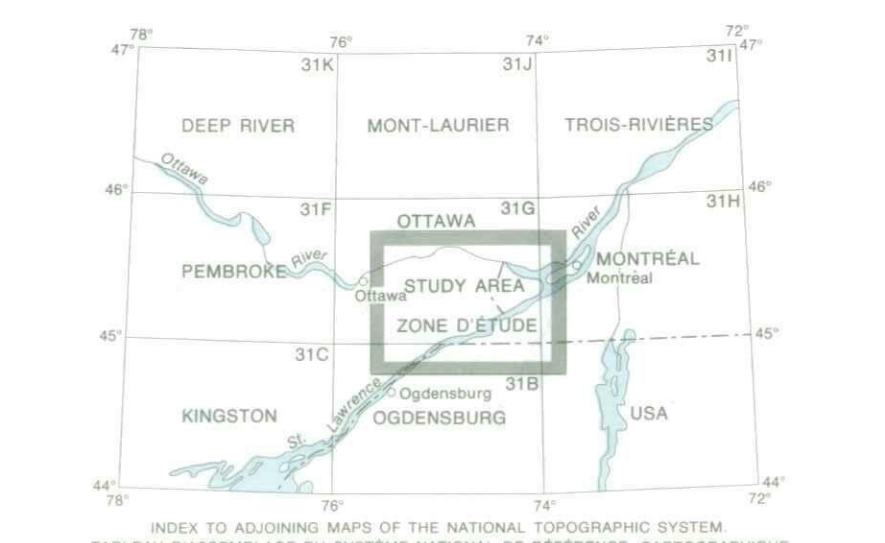 78°
76°
74°
72°
47°
47°
31K
31J
31I
DEEP RIVER
MONT-LAURIER
TROIS-RIVIÈRES
Ottawa
46°
46°
31F
31G
31H
OTTAWA
River
PEMBROKE
River
MONTRÉAL
Montréal
Ottawa
STUDY AREA
ZONE D'ÉTUDE
45°
45°
31C
31B
Ogdensburg
KINGSTON
St. Lawrence
OGDENSBURG
USA
44°
44°
78°
76°
74°
72°
INDEX TO ADJOINING MAPS OF THE NATIONAL TOPOGRAPHIC SYSTEM.